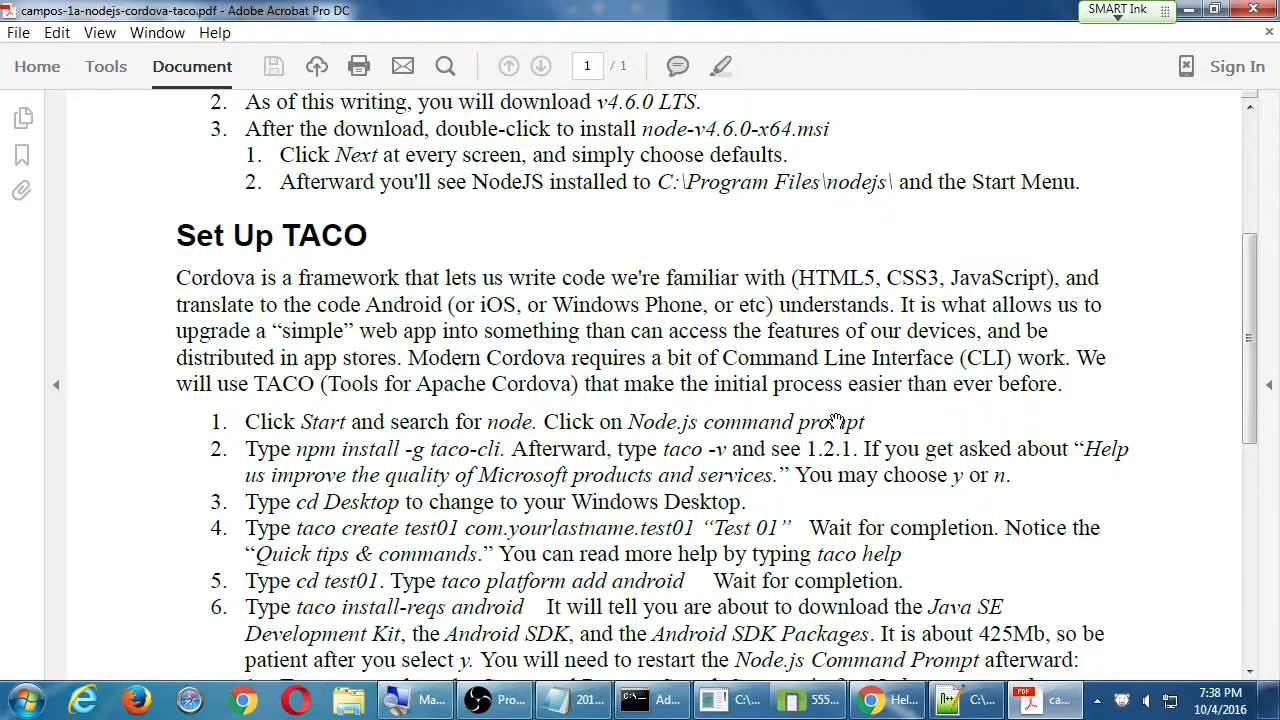 campos-1a-nodejs-cordova-taco.pdf - Adobe Acrobat Pro DC
SMART Ink
File Edit View Window Help
Home Tools Document 1 / 1 Sign In
2. As of this writing, you will download v4.6.0 LTS.
3. After the download, double-click to install node-v4.6.0-x64.msi
1. Click Next at every screen, and simply choose defaults.
2. Afterward you'll see NodeJS installed to C:\Program Files\nodejs\ and the Start Menu.
Set Up TACO
Cordova is a framework that lets us write code we're familiar with (HTML5, CSS3, JavaScript), and
translate to the code Android (or iOS, or Windows Phone, or etc) understands. It is what allows us to
upgrade a “simple” web app into something than can access the features of our devices, and be
distributed in app stores. Modern Cordova requires a bit of Command Line Interface (CLI) work. We
will use TACO (Tools for Apache Cordova) that make the initial process easier than ever before.
1. Click Start and search for node. Click on Node.js command prompt
2. Type npm install -g taco-cli. Afterward, type taco -v and see 1.2.1. If you get asked about “Help
us improve the quality of Microsoft products and services.” You may choose y or n.
3. Type cd Desktop to change to your Windows Desktop.
4. Type taco create test01 com.yourlastname.test01 “Test 01” Wait for completion. Notice the
“Quick tips & commands.” You can read more help by typing taco help
5. Type cd test01. Type taco platform add android Wait for completion.
6. Type taco install-reqs android It will tell you are about to download the Java SE
Development Kit, the Android SDK, and the Android SDK Packages. It is about 425Mb, so be
patient after you select y. You will need to restart the Node.js Command Prompt afterward:
Ma... Pro... 201... Ad... C:\... 555... Hel... C:\... ca... 7:38 PM
10/4/2016